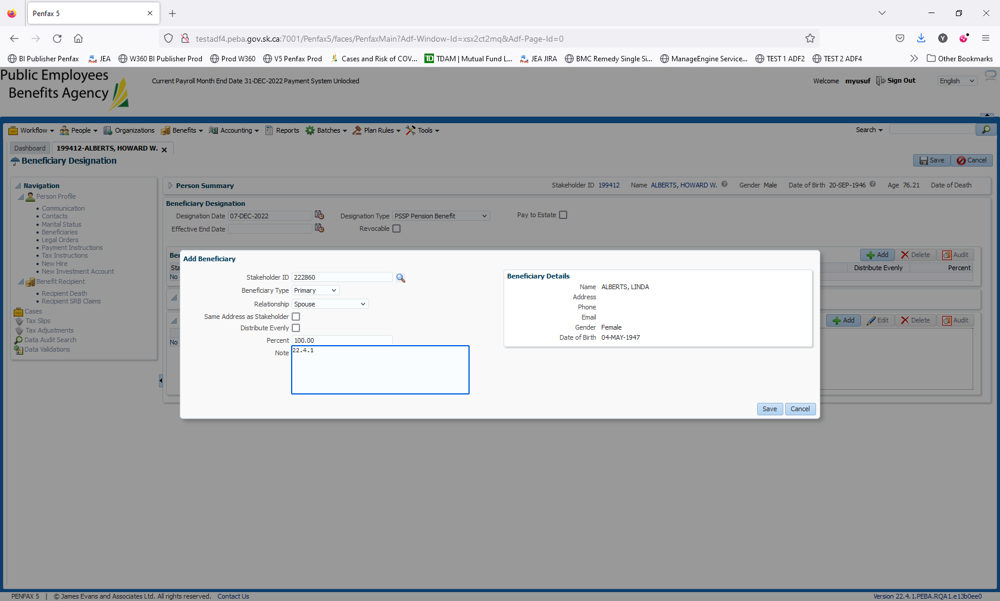 Penfax 5
testadf4.peba.gov.sk.ca:7001/Penfax5/faces/PenfaxMain?Adf-Window-Id=xsx2ct2mq&Adf-Page-Id=0
BI Publisher Penfax JEA W360 BI Publisher Prod Prod W360 V5 Penfax Prod Cases and Risk of COV... TDAM | Mutual Fund L... JEA JIRA BMC Remedy Single Si... ManageEngine Service... TEST 1 ADF2 TEST 2 ADF4 Other Bookmarks
Public Employees
Benefits Agency
Current Payroll Month End Date 31-DEC-2022 Payment System Unlocked
Welcome myusuf Sign Out English
Workflow People Organizations Benefits Accounting Reports Batches Plan Rules Tools Search
Dashboard 199412-ALBERTS, HOWARD W.
Beneficiary Designation
Save Cancel
Navigation
Person Profile
Communication
Contacts
Marital Status
Beneficiaries
Legal Orders
Payment Instructions
Tax Instructions
New Hire
New Investment Account
Benefit Recipient
Recipient Death
Recipient SRB Claims
Cases
Tax Slips
Tax Adjustments
Data Audit Search
Data Validations
Person Summary Stakeholder ID 199412 Name ALBERTS, HOWARD W. Gender Male Date of Birth 20-SEP-1946 Age 76.21 Date of Death
Beneficiary Designation
Designation Date 07-DEC-2022 Designation Type PSSP Pension Benefit Pay to Estate
Effective End Date Revocable
Ben
Add Delete Audit
Sta
Distribute Evenly Percent
No
Add Edit Delete Audit
No
Add Beneficiary
Stakeholder ID 222860
Beneficiary Type Primary
Relationship Spouse
Same Address as Stakeholder
Distribute Evenly
Percent 100.00
Note 22.4.1
Beneficiary Details
Name ALBERTS, LINDA
Address
Phone
Email
Gender Female
Date of Birth 04-MAY-1947
Save Cancel
PENFAX 5 | © James Evans and Associates Ltd. All rights reserved. Contact Us
Version 22.4.1.PEBA.RQA1.e13b0ee0